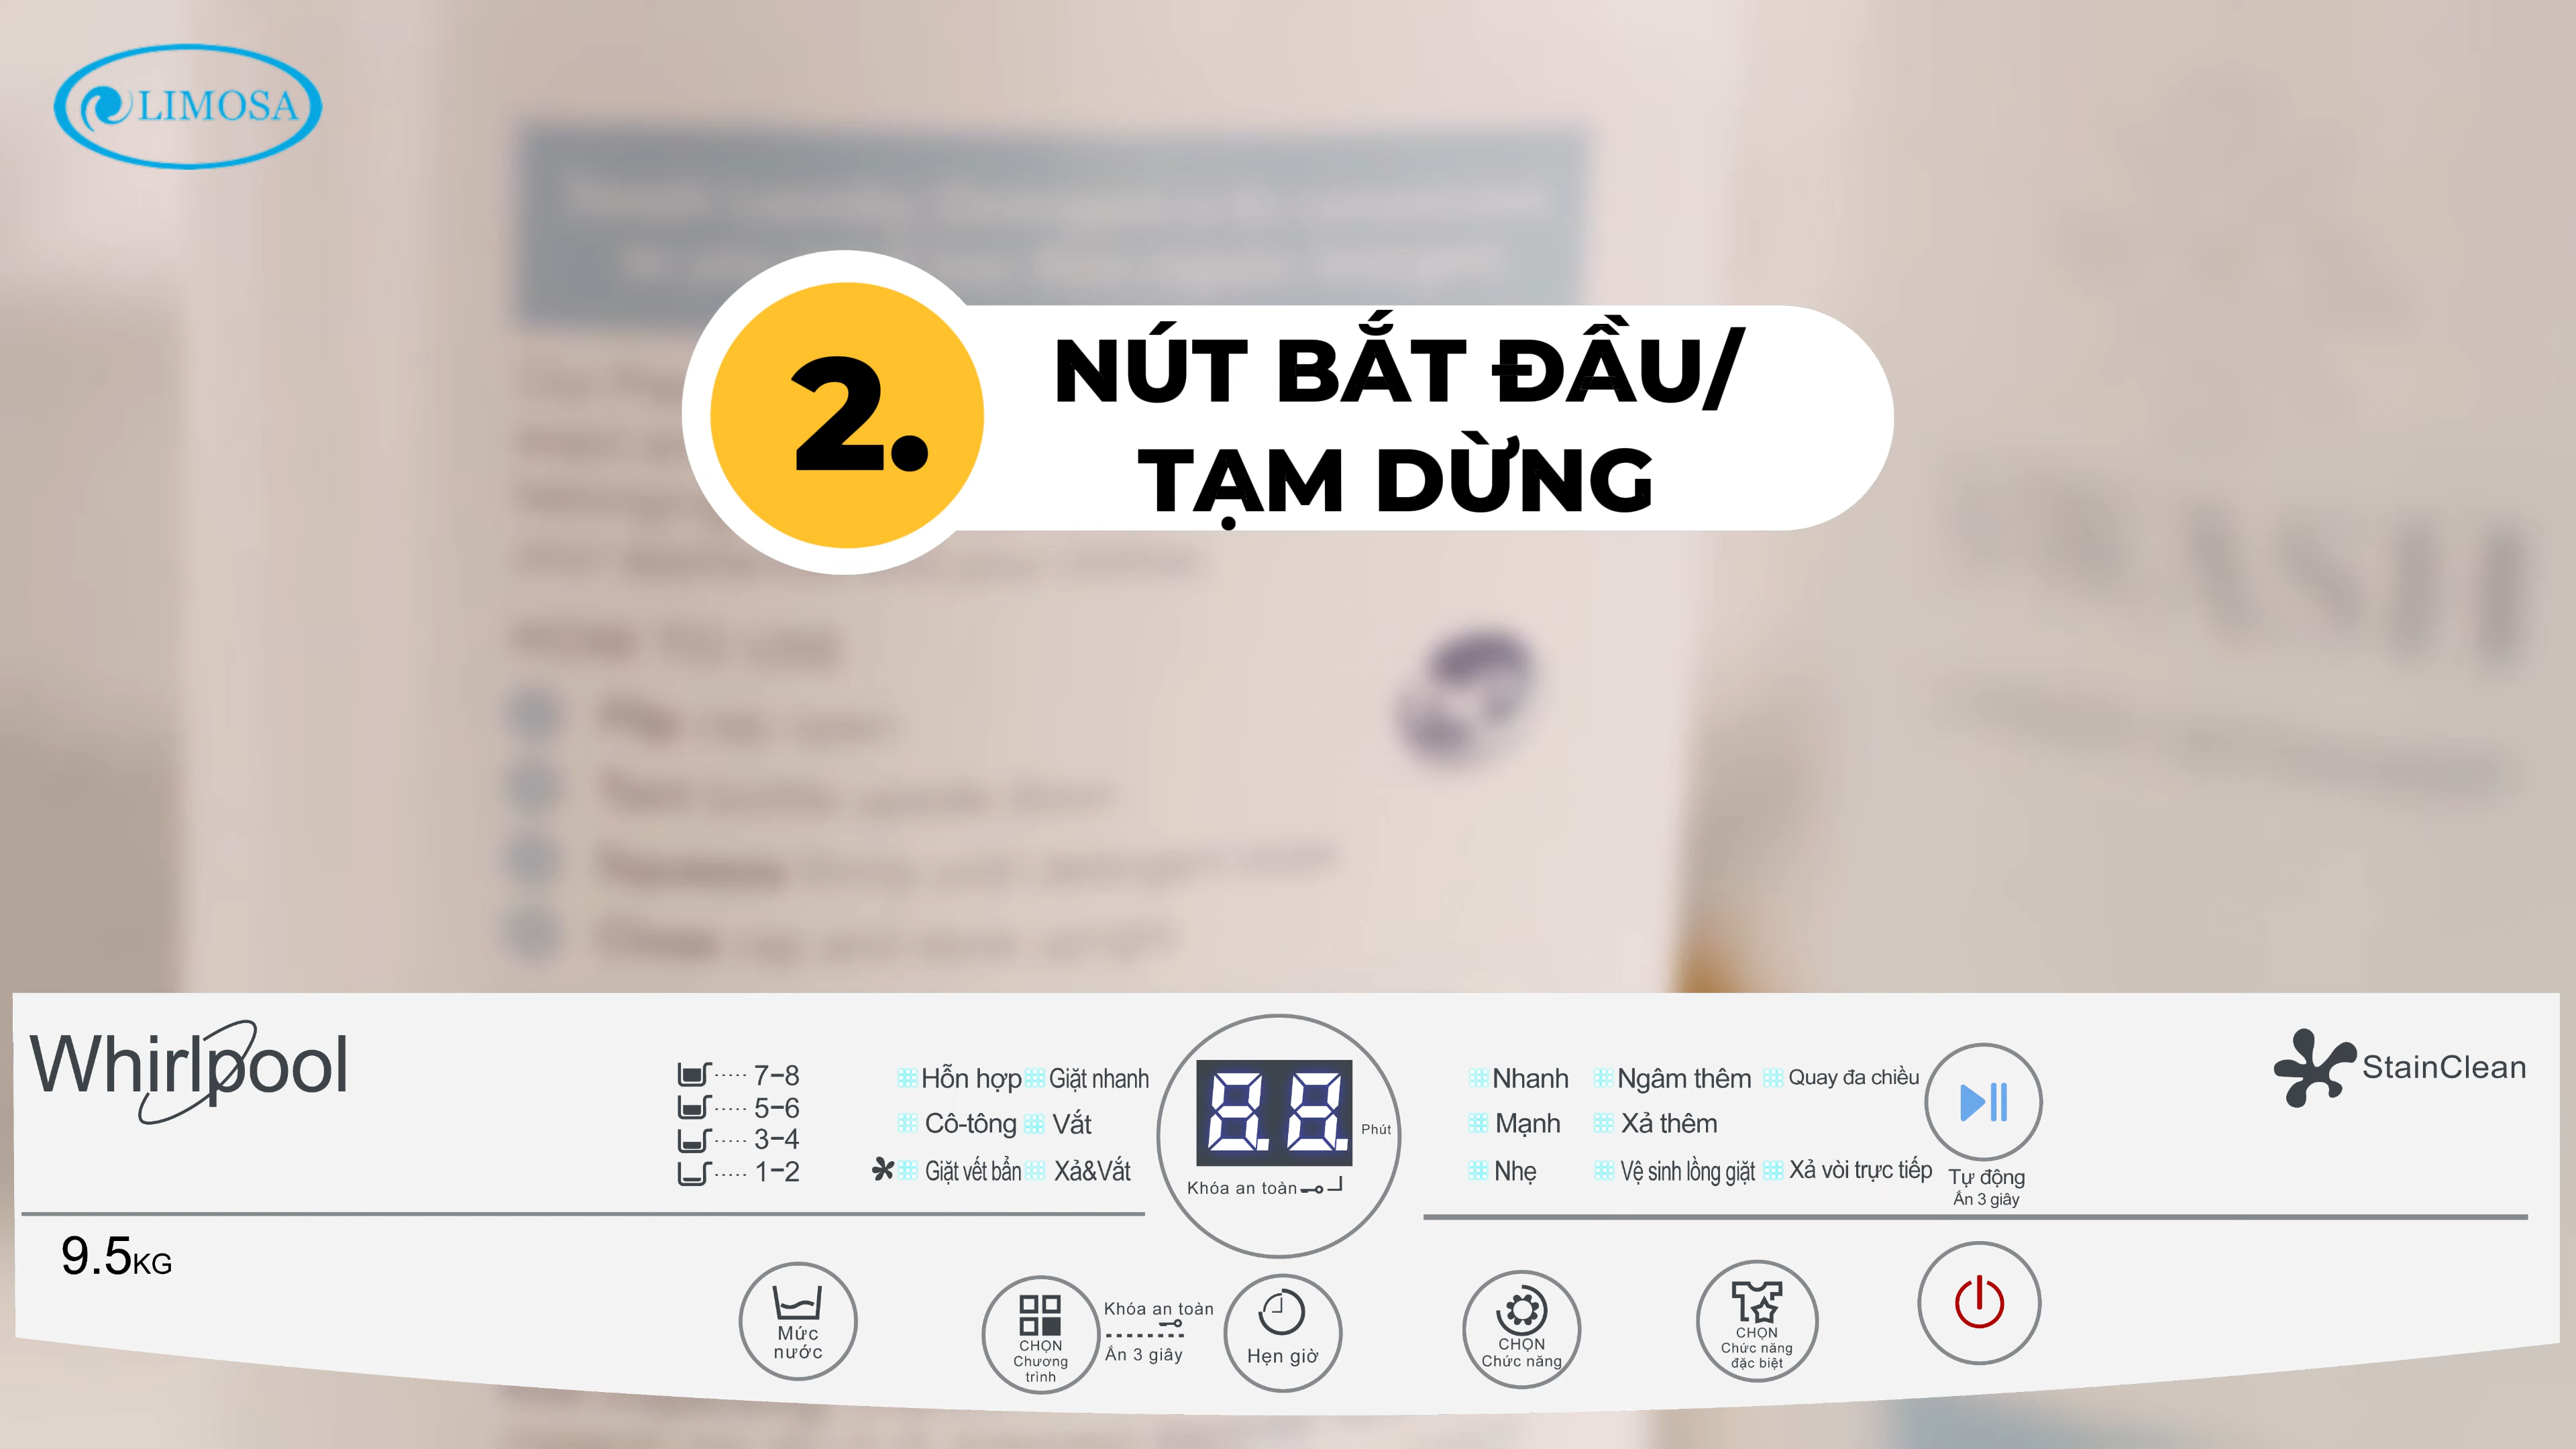 LIMOSA
2.
NÚT BẮT ĐẦU/
TẠM DỪNG
Whirlpool
7-8
5-6
3-4
1-2
Hỗn hợp Giặt nhanh
Cô-tông Vắt
Giặt vết bẩn Xả&Vắt
88
Phút
Khóa an toàn
Nhanh Ngâm thêm Quay đa chiều
Mạnh Xả thêm
Nhẹ Vệ sinh lồng giặt Xả vòi trực tiếp
Tự động
Ấn 3 giây
StainClean
9.5KG
Mức
nước
CHỌN
Chương
trình
Khóa an toàn
Ấn 3 giây
Hẹn giờ
CHỌN
Chức năng
CHỌN
Chức năng
đặc biệt